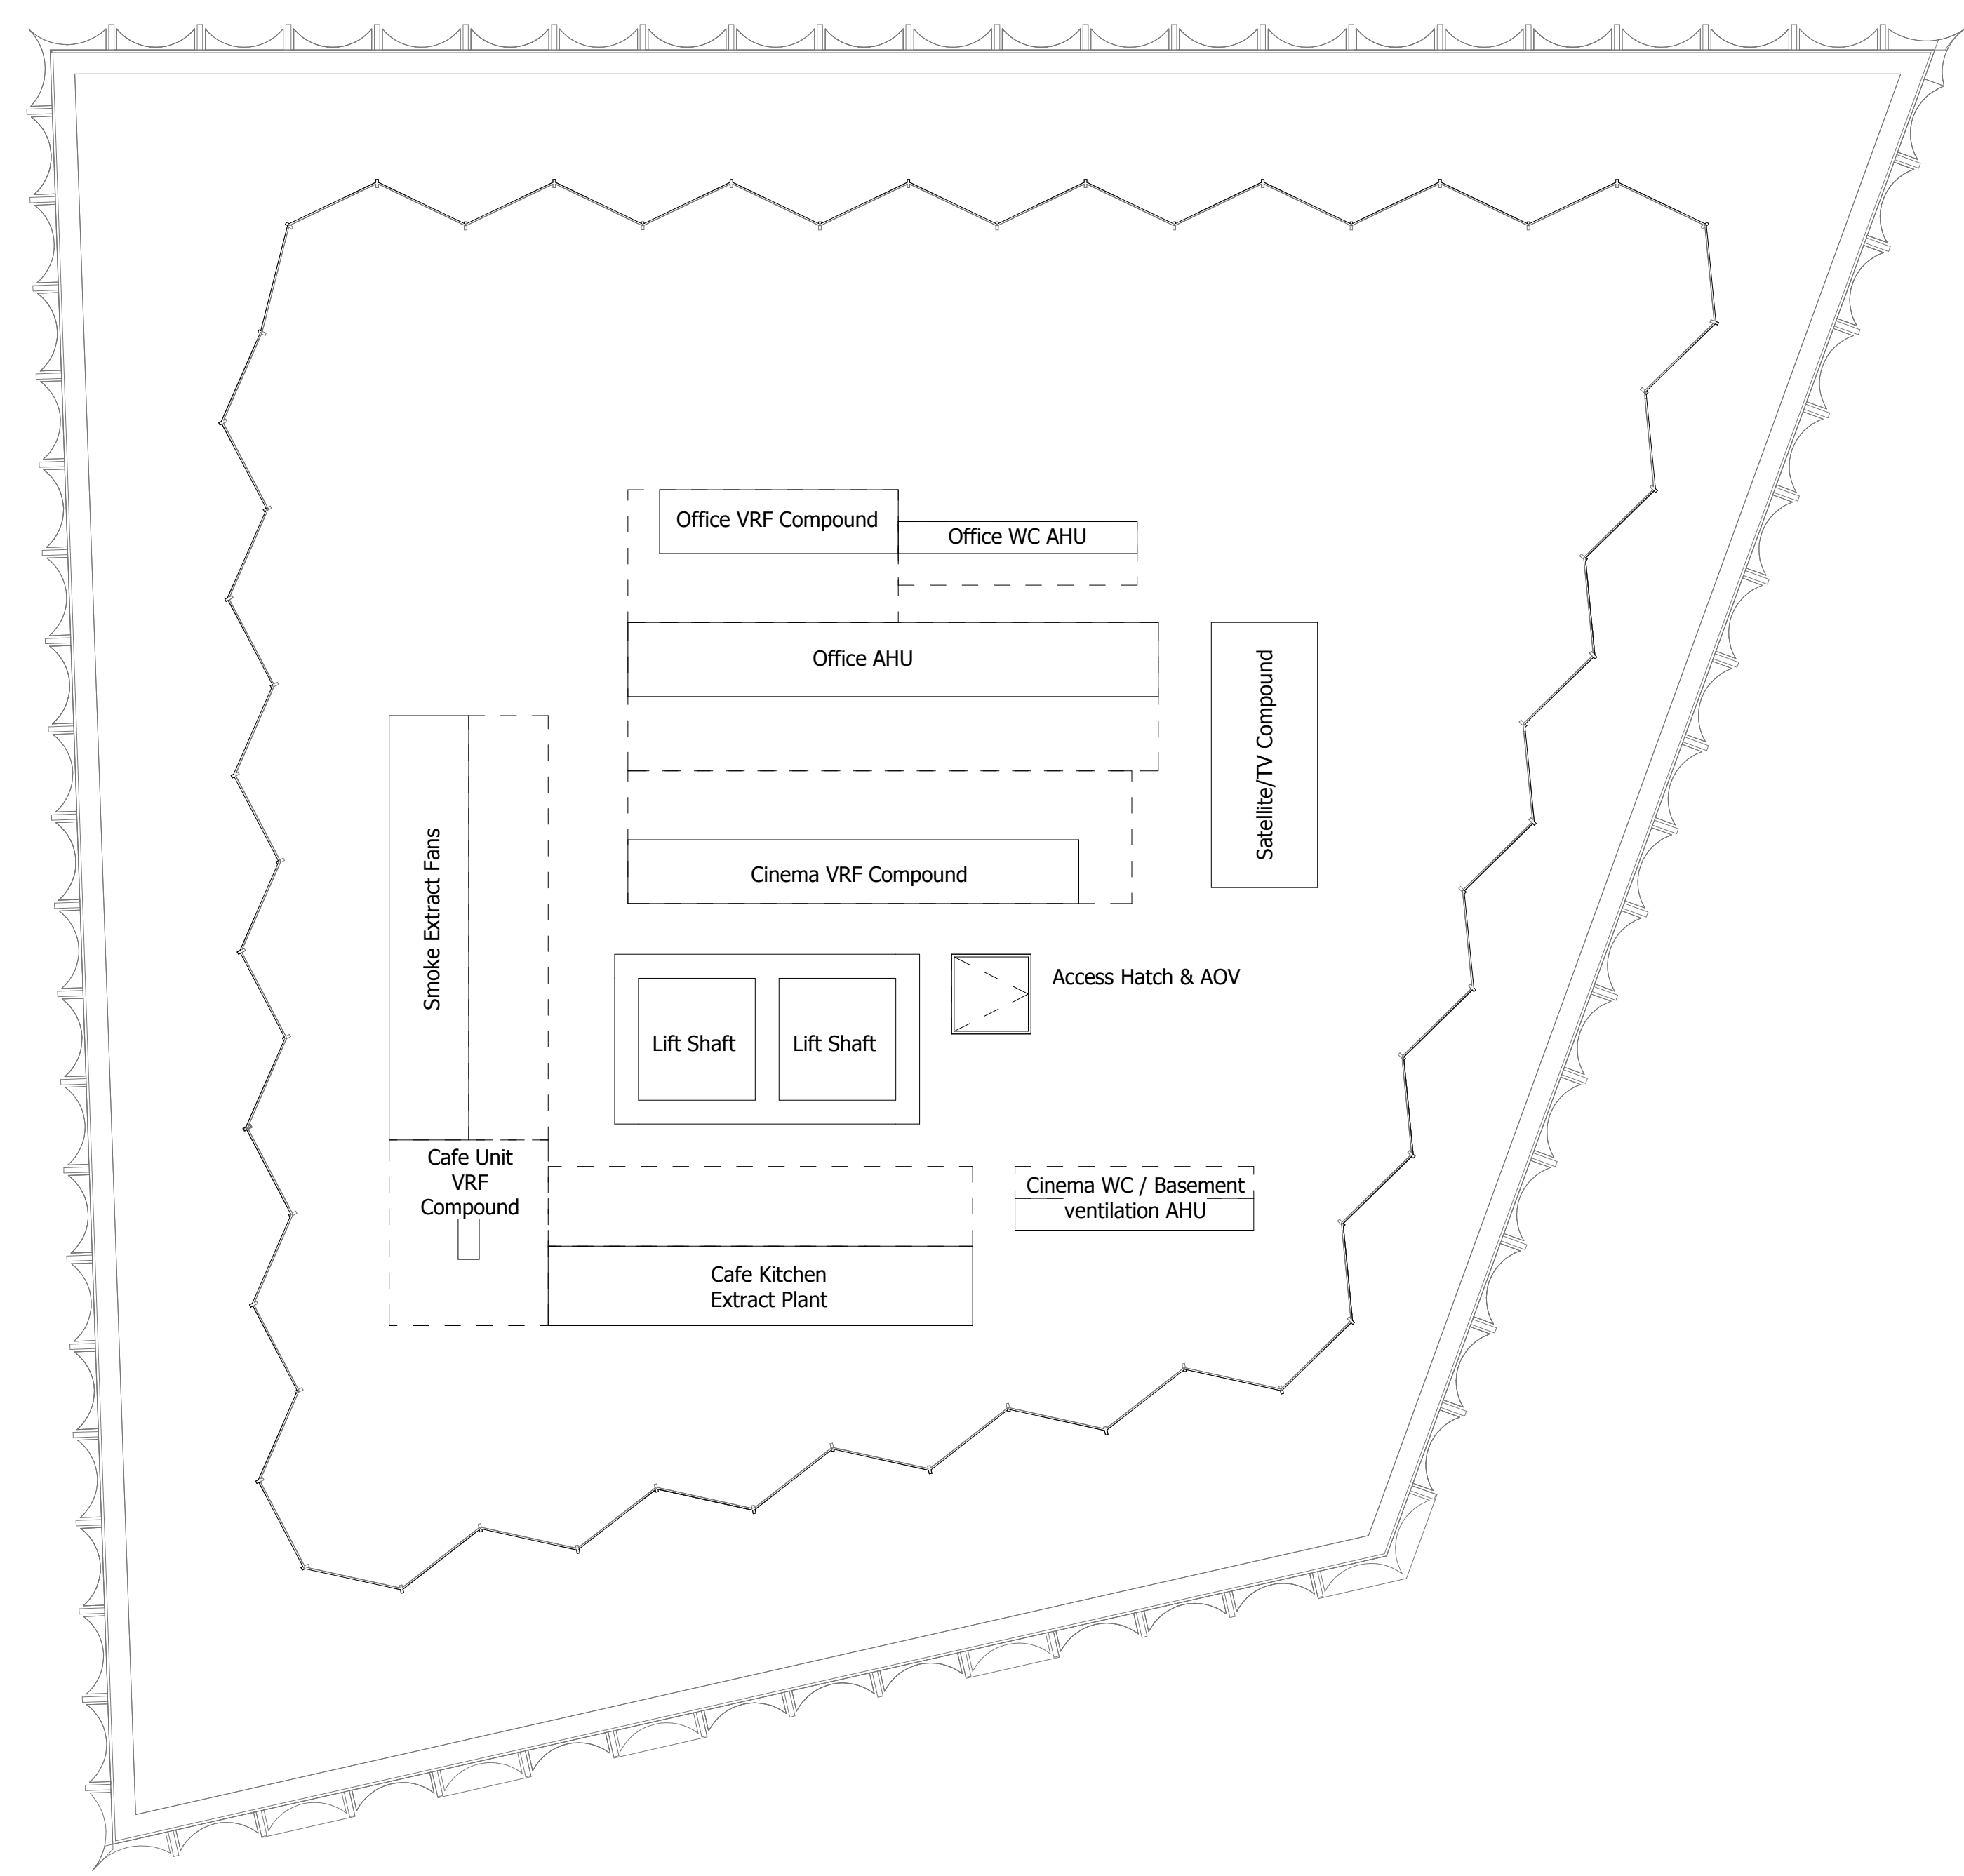 Office VRF Compound
Office WC AHU
Office AHU
Satellite/TV Compound
Smoke Extract Fans
Cinema VRF Compound
Access Hatch & AOV
Lift Shaft
Lift Shaft
Cafe Unit
VRF
Compound
Cinema WC / Basement
ventilation AHU
Cafe Kitchen
Extract Plant